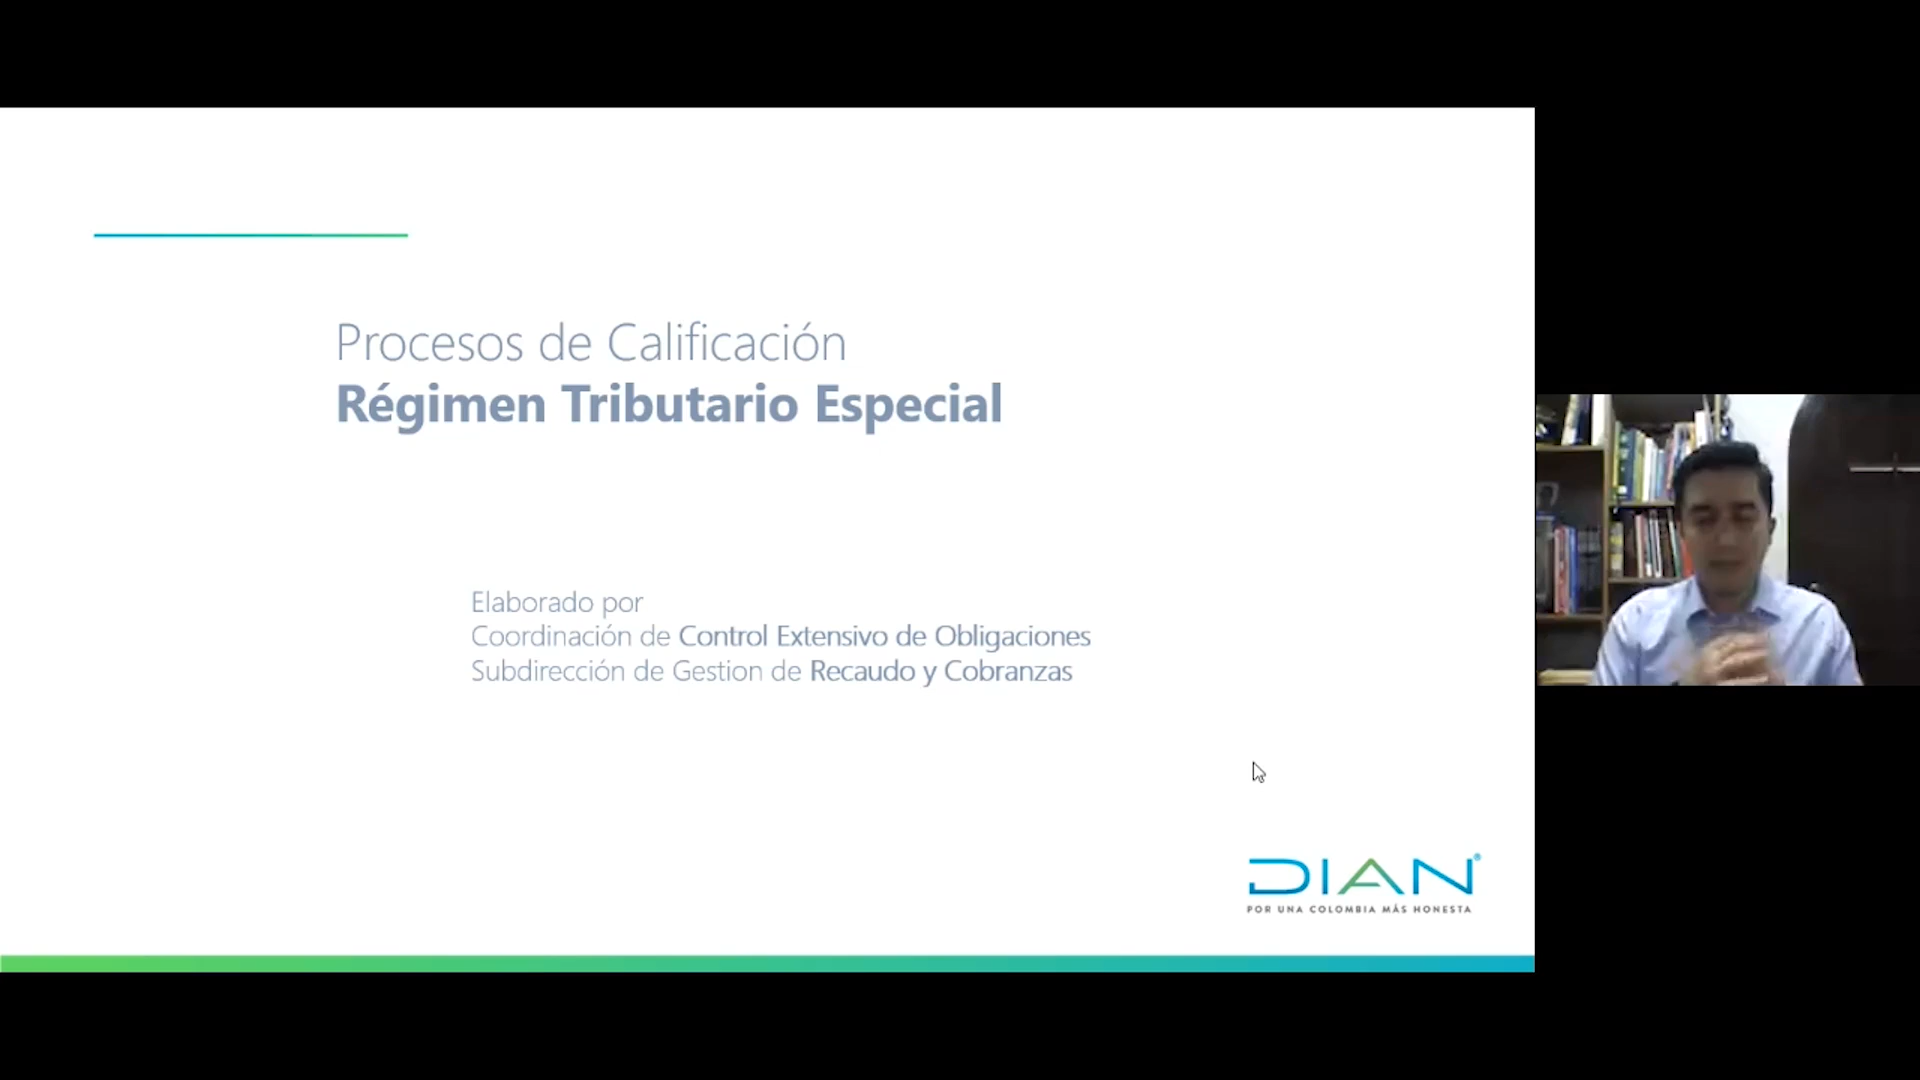 Procesos de Calificación
Régimen Tributario Especial
Elaborado por
Coordinación de Control Extensivo de Obligaciones
Subdirección de Gestion de Recaudo y Cobranzas
DIAN®
POR UNA COLOMBIA MÁS HONESTA